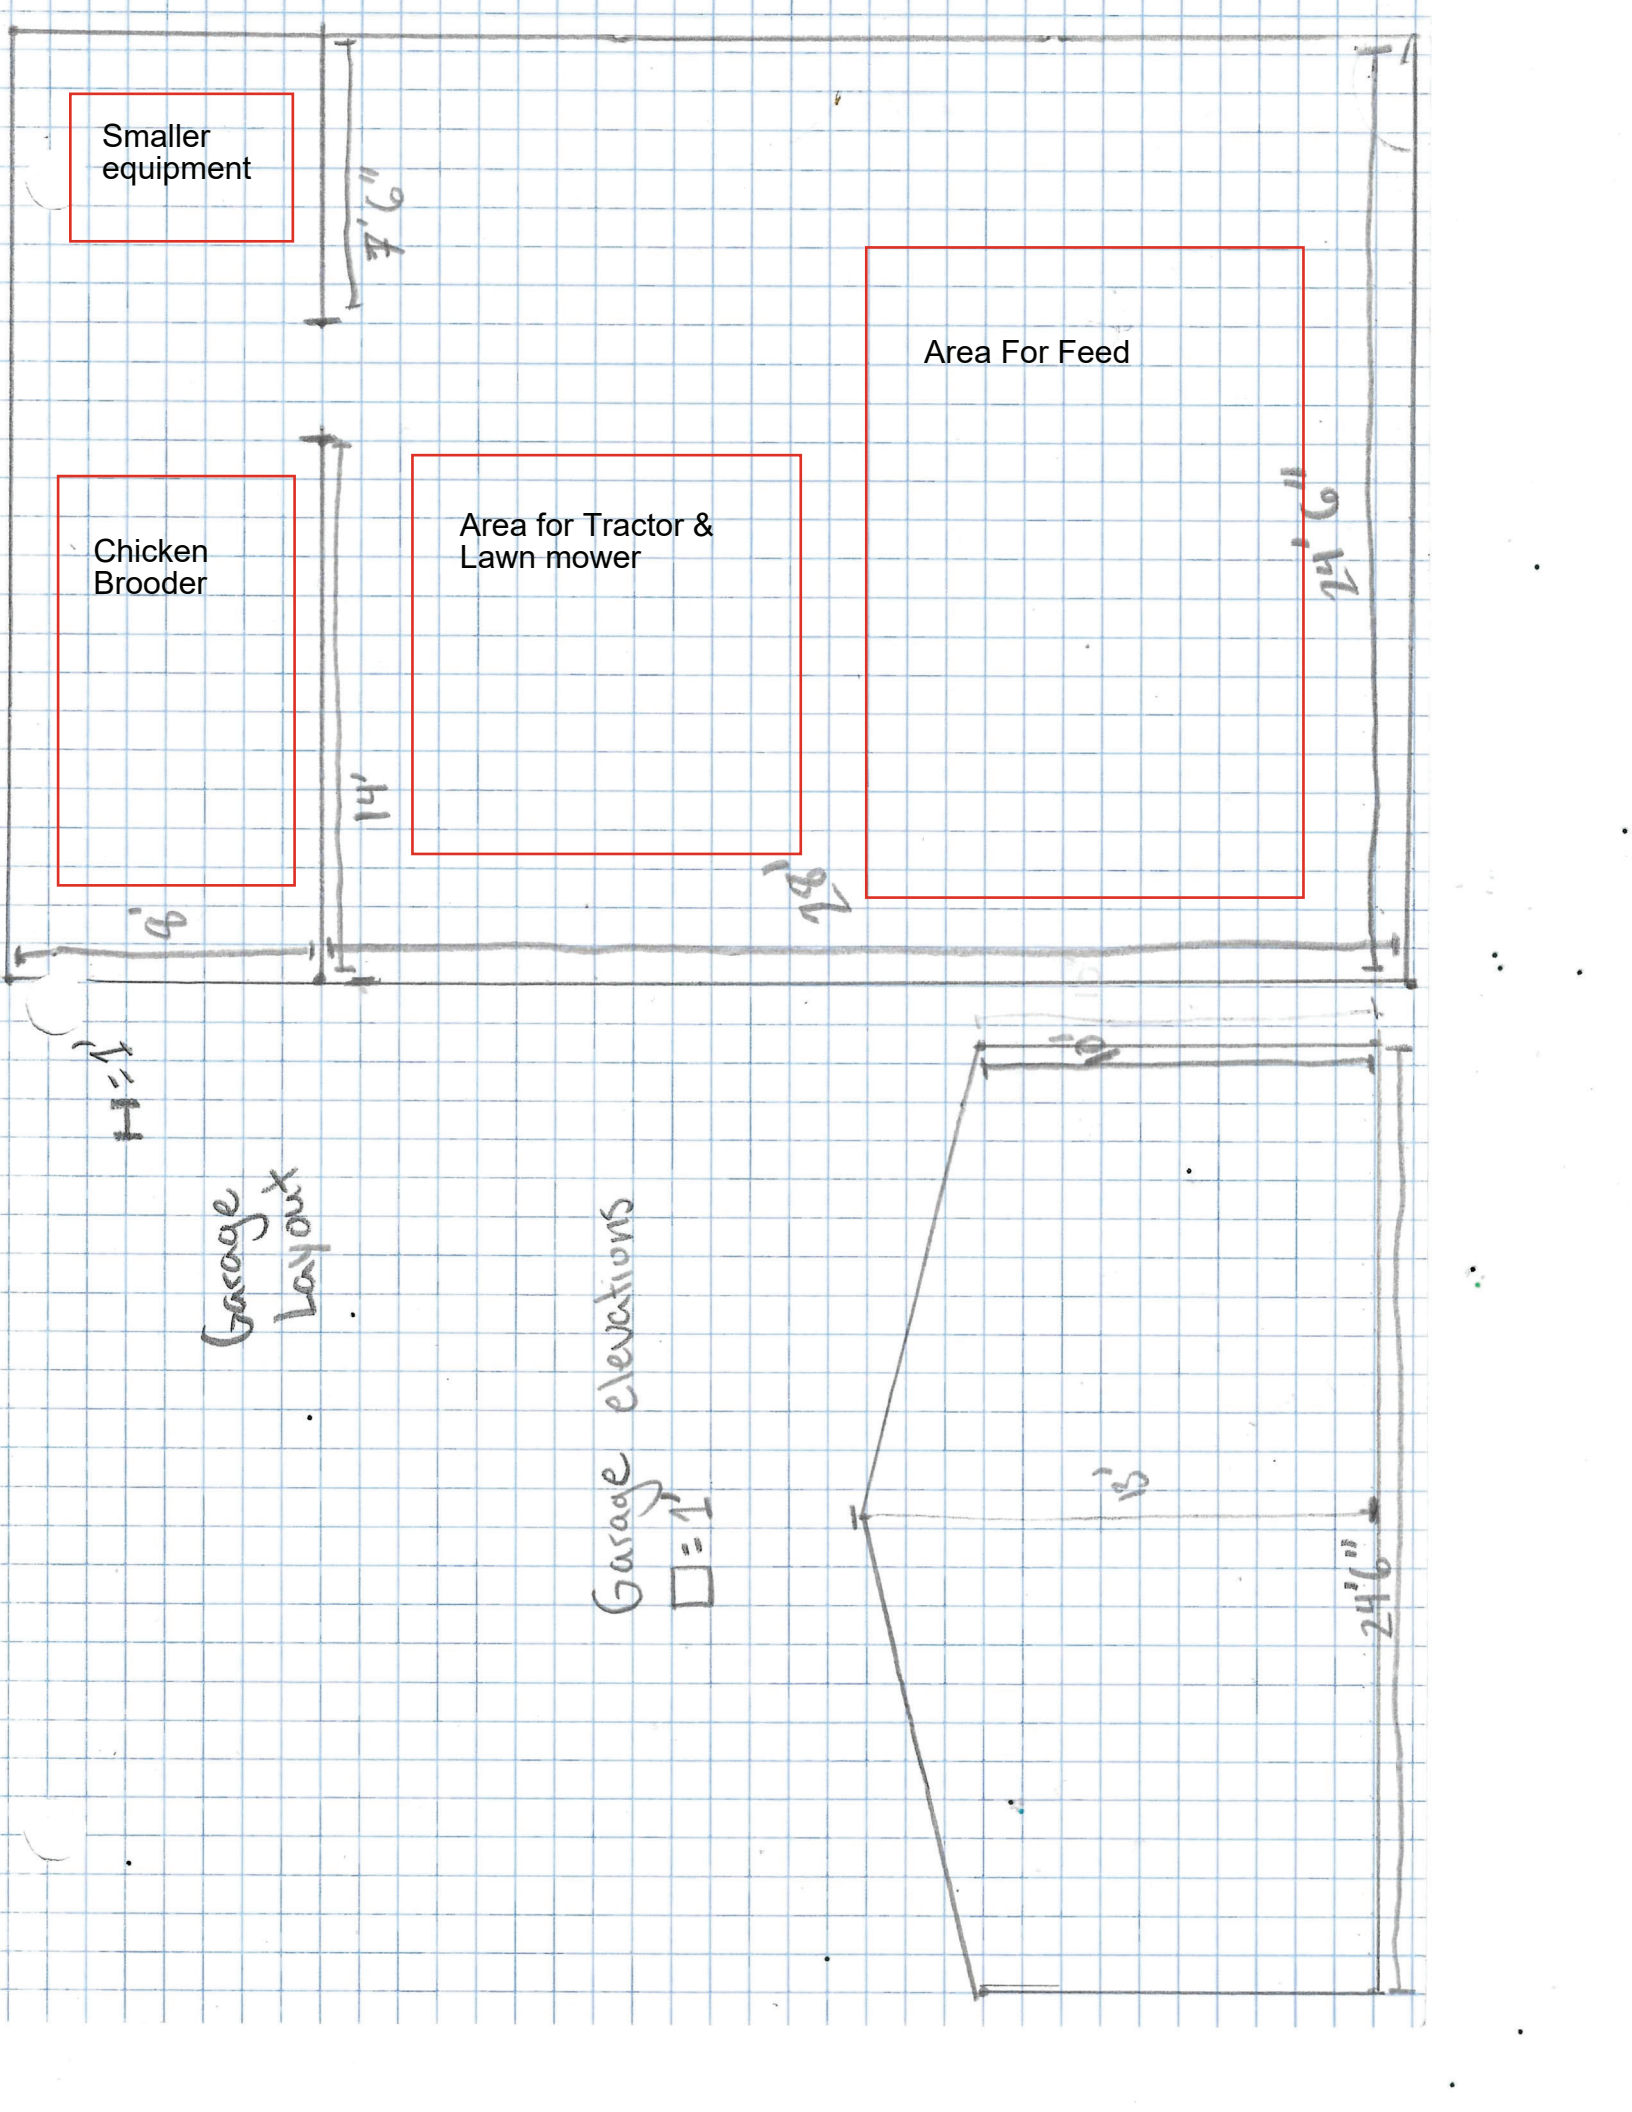 Smaller
equipment
7'6"
Area For Feed
24'6"
Chicken
Brooder
Area for Tractor &
Lawn mower
14'
28'
8'
H = 1'
Garage
Layout
10'
Garage elevations
□ = 1'
13'
24'6"